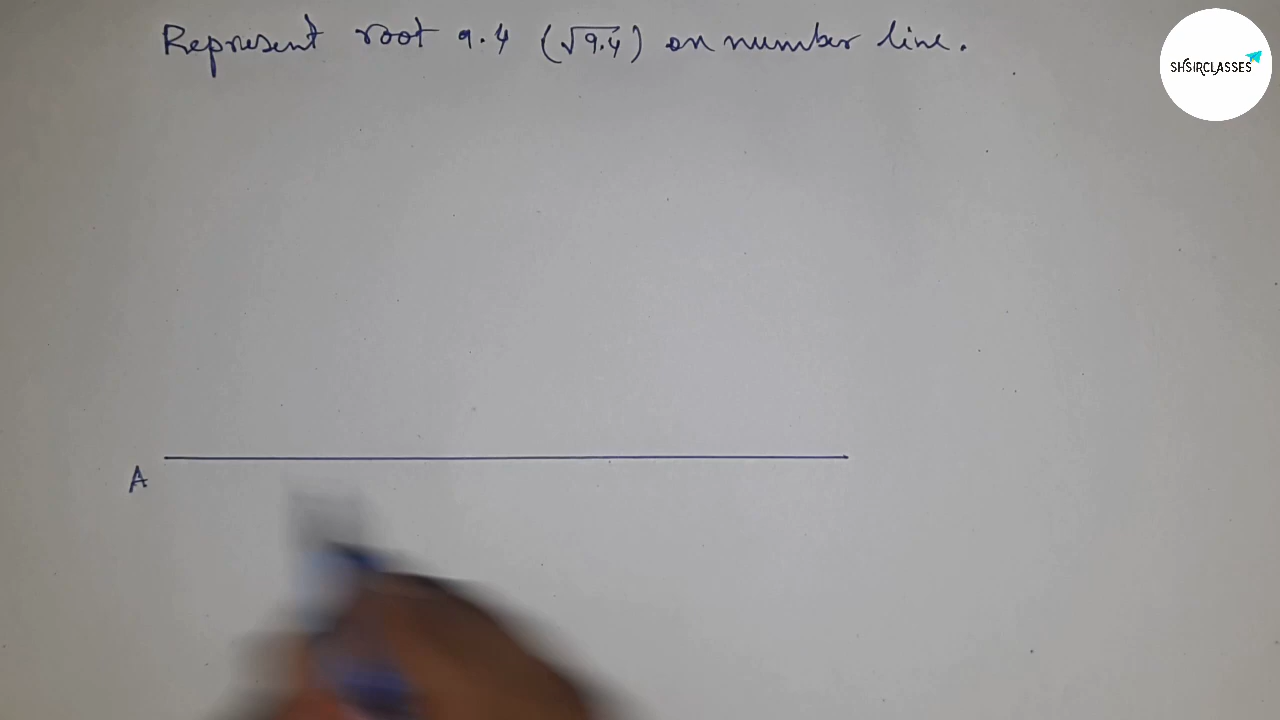 Represent root 9.4 (√9.4) on number line.
SHSIRCLASSES
A